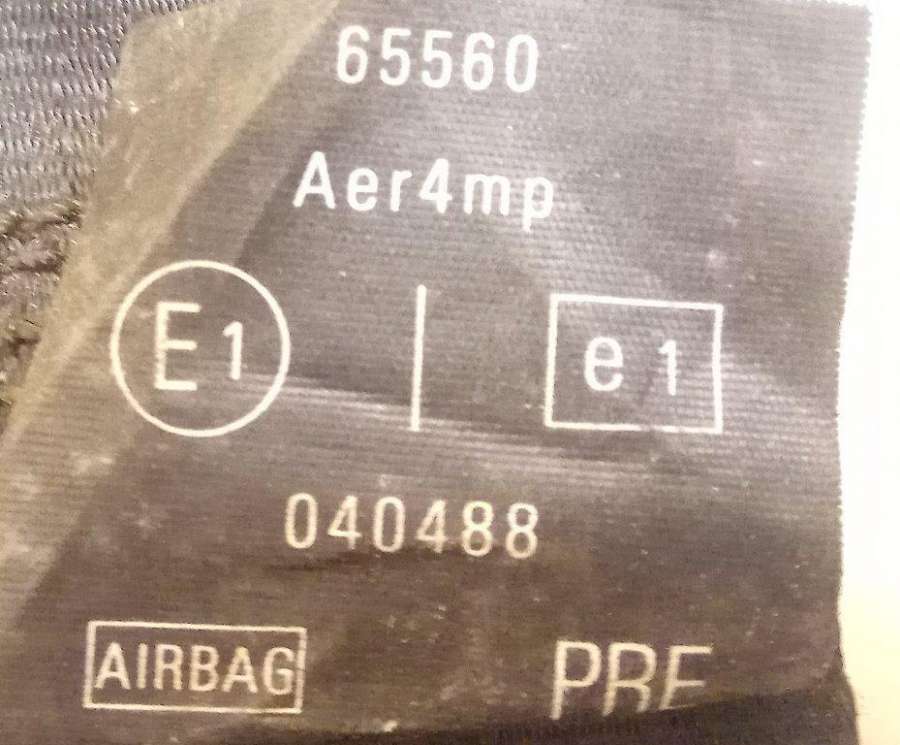 65560
Aer4mp
E1 | e1
040488
AIRBAG PRE